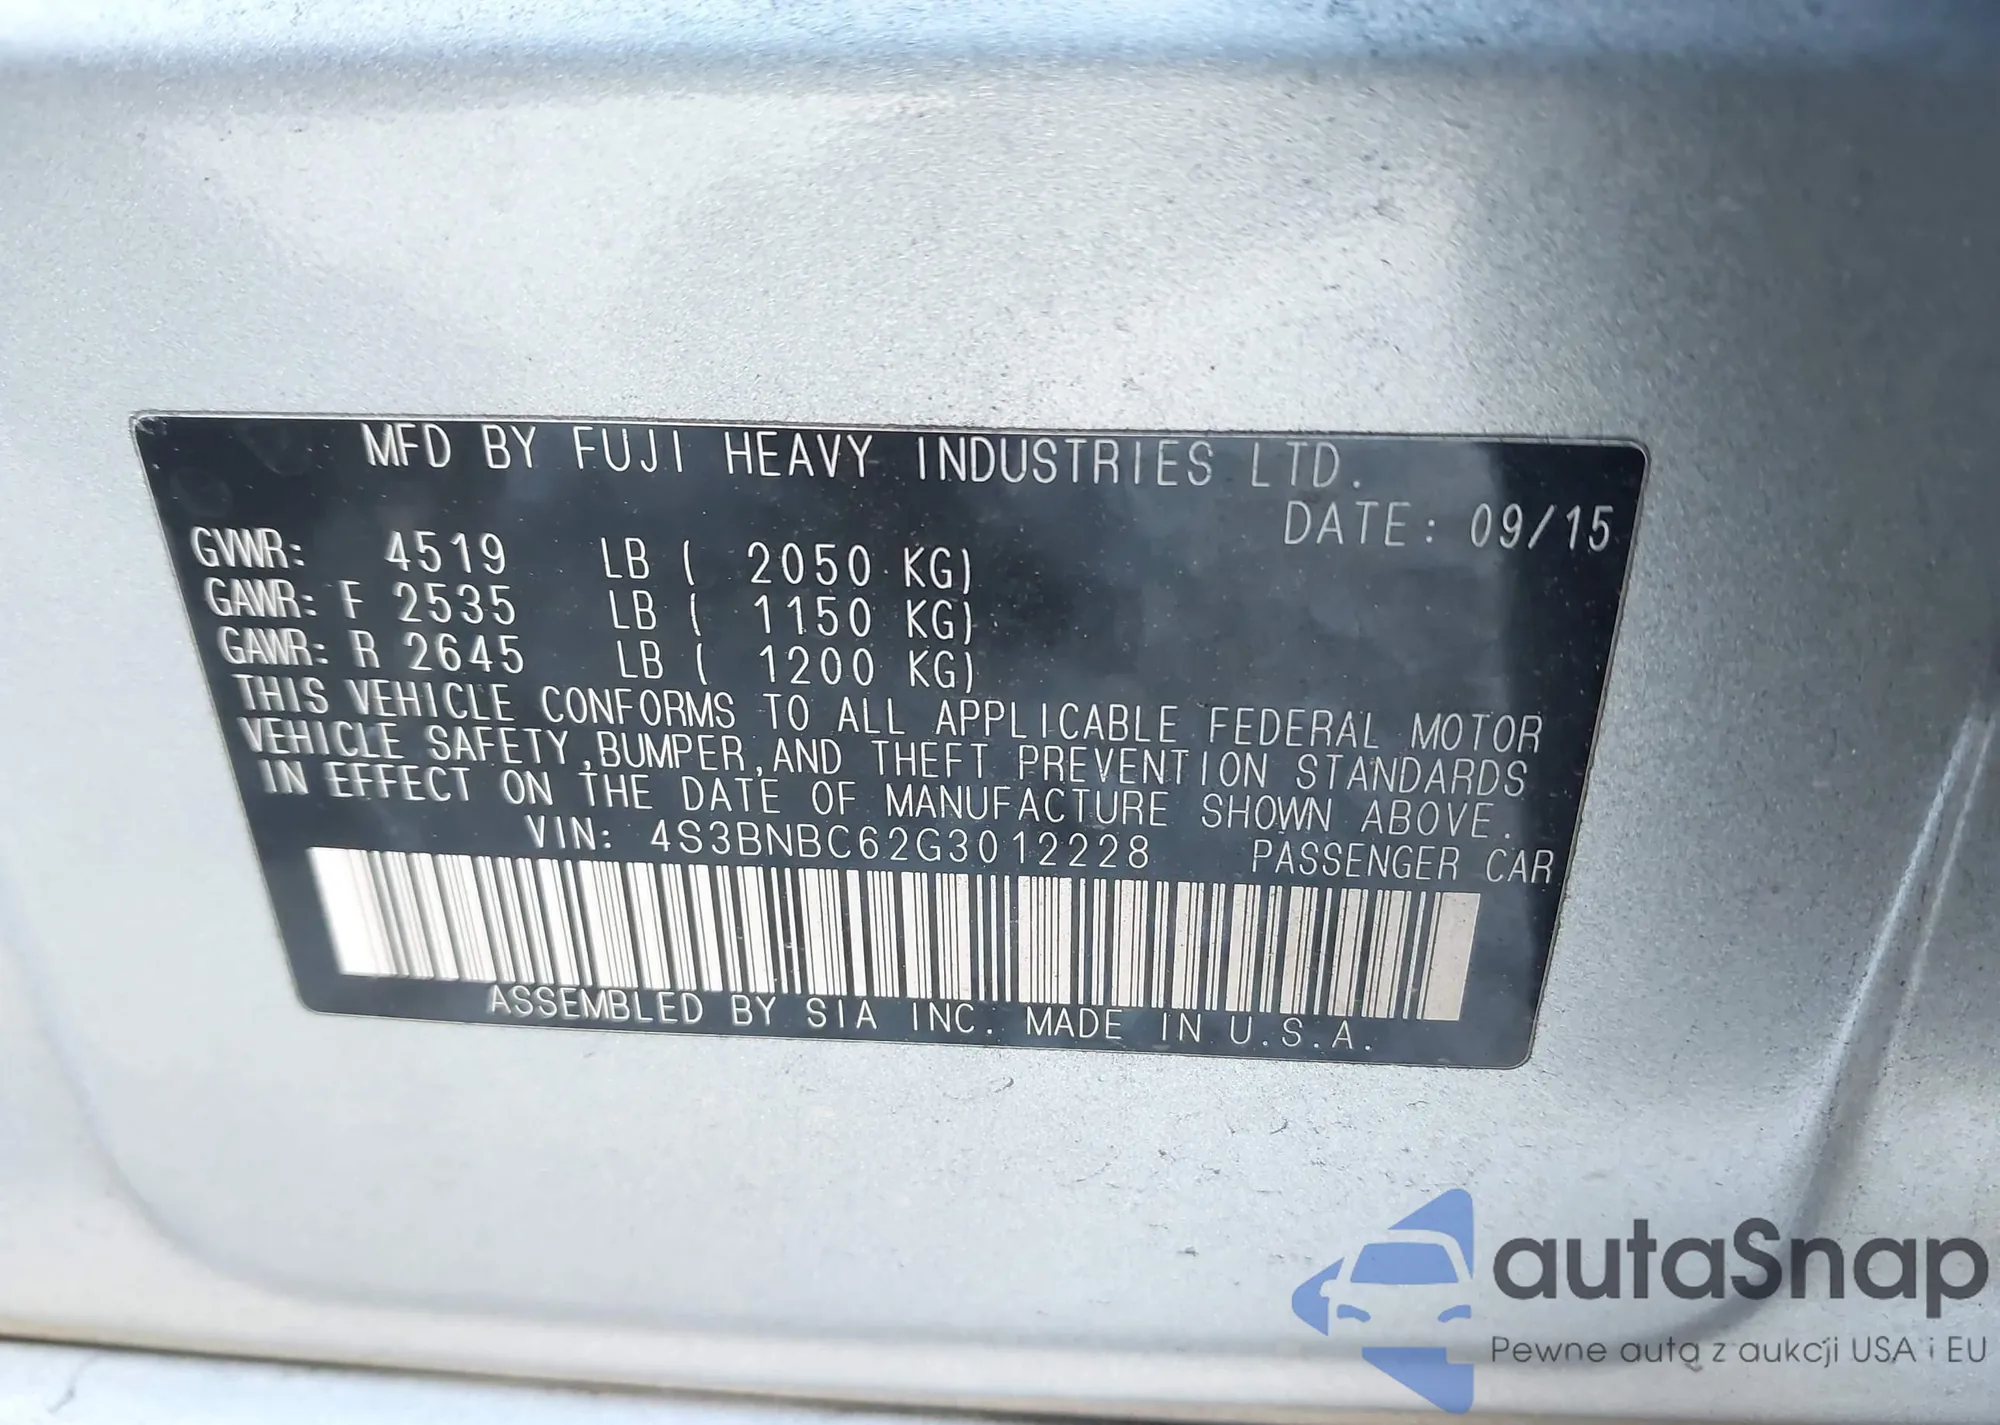 MFD BY FUJI HEAVY INDUSTRIES LTD.
DATE: 09/15
GVWR: 4519 LB ( 2050 KG)
GAWR: F 2535 LB ( 1150 KG)
GAWR: R 2645 LB ( 1200 KG)
THIS VEHICLE CONFORMS TO ALL APPLICABLE FEDERAL MOTOR
VEHICLE SAFETY,BUMPER,AND THEFT PREVENTION STANDARDS
IN EFFECT ON THE DATE OF MANUFACTURE SHOWN ABOVE.
VIN: 4S3BNBC62G3012228 PASSENGER CAR
ASSEMBLED BY SIA INC. MADE IN U.S.A.
autaSnap
Pewne auta z aukcji USA i EU